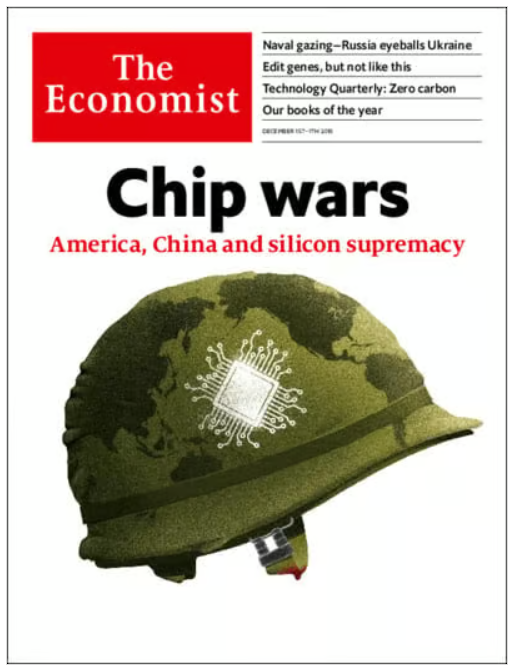 The
Economist
Naval gazing–Russia eyeballs Ukraine
Edit genes, but not like this
Technology Quarterly: Zero carbon
Our books of the year
DECEMBER 1ST–7TH 2018
Chip wars
America, China and silicon supremacy